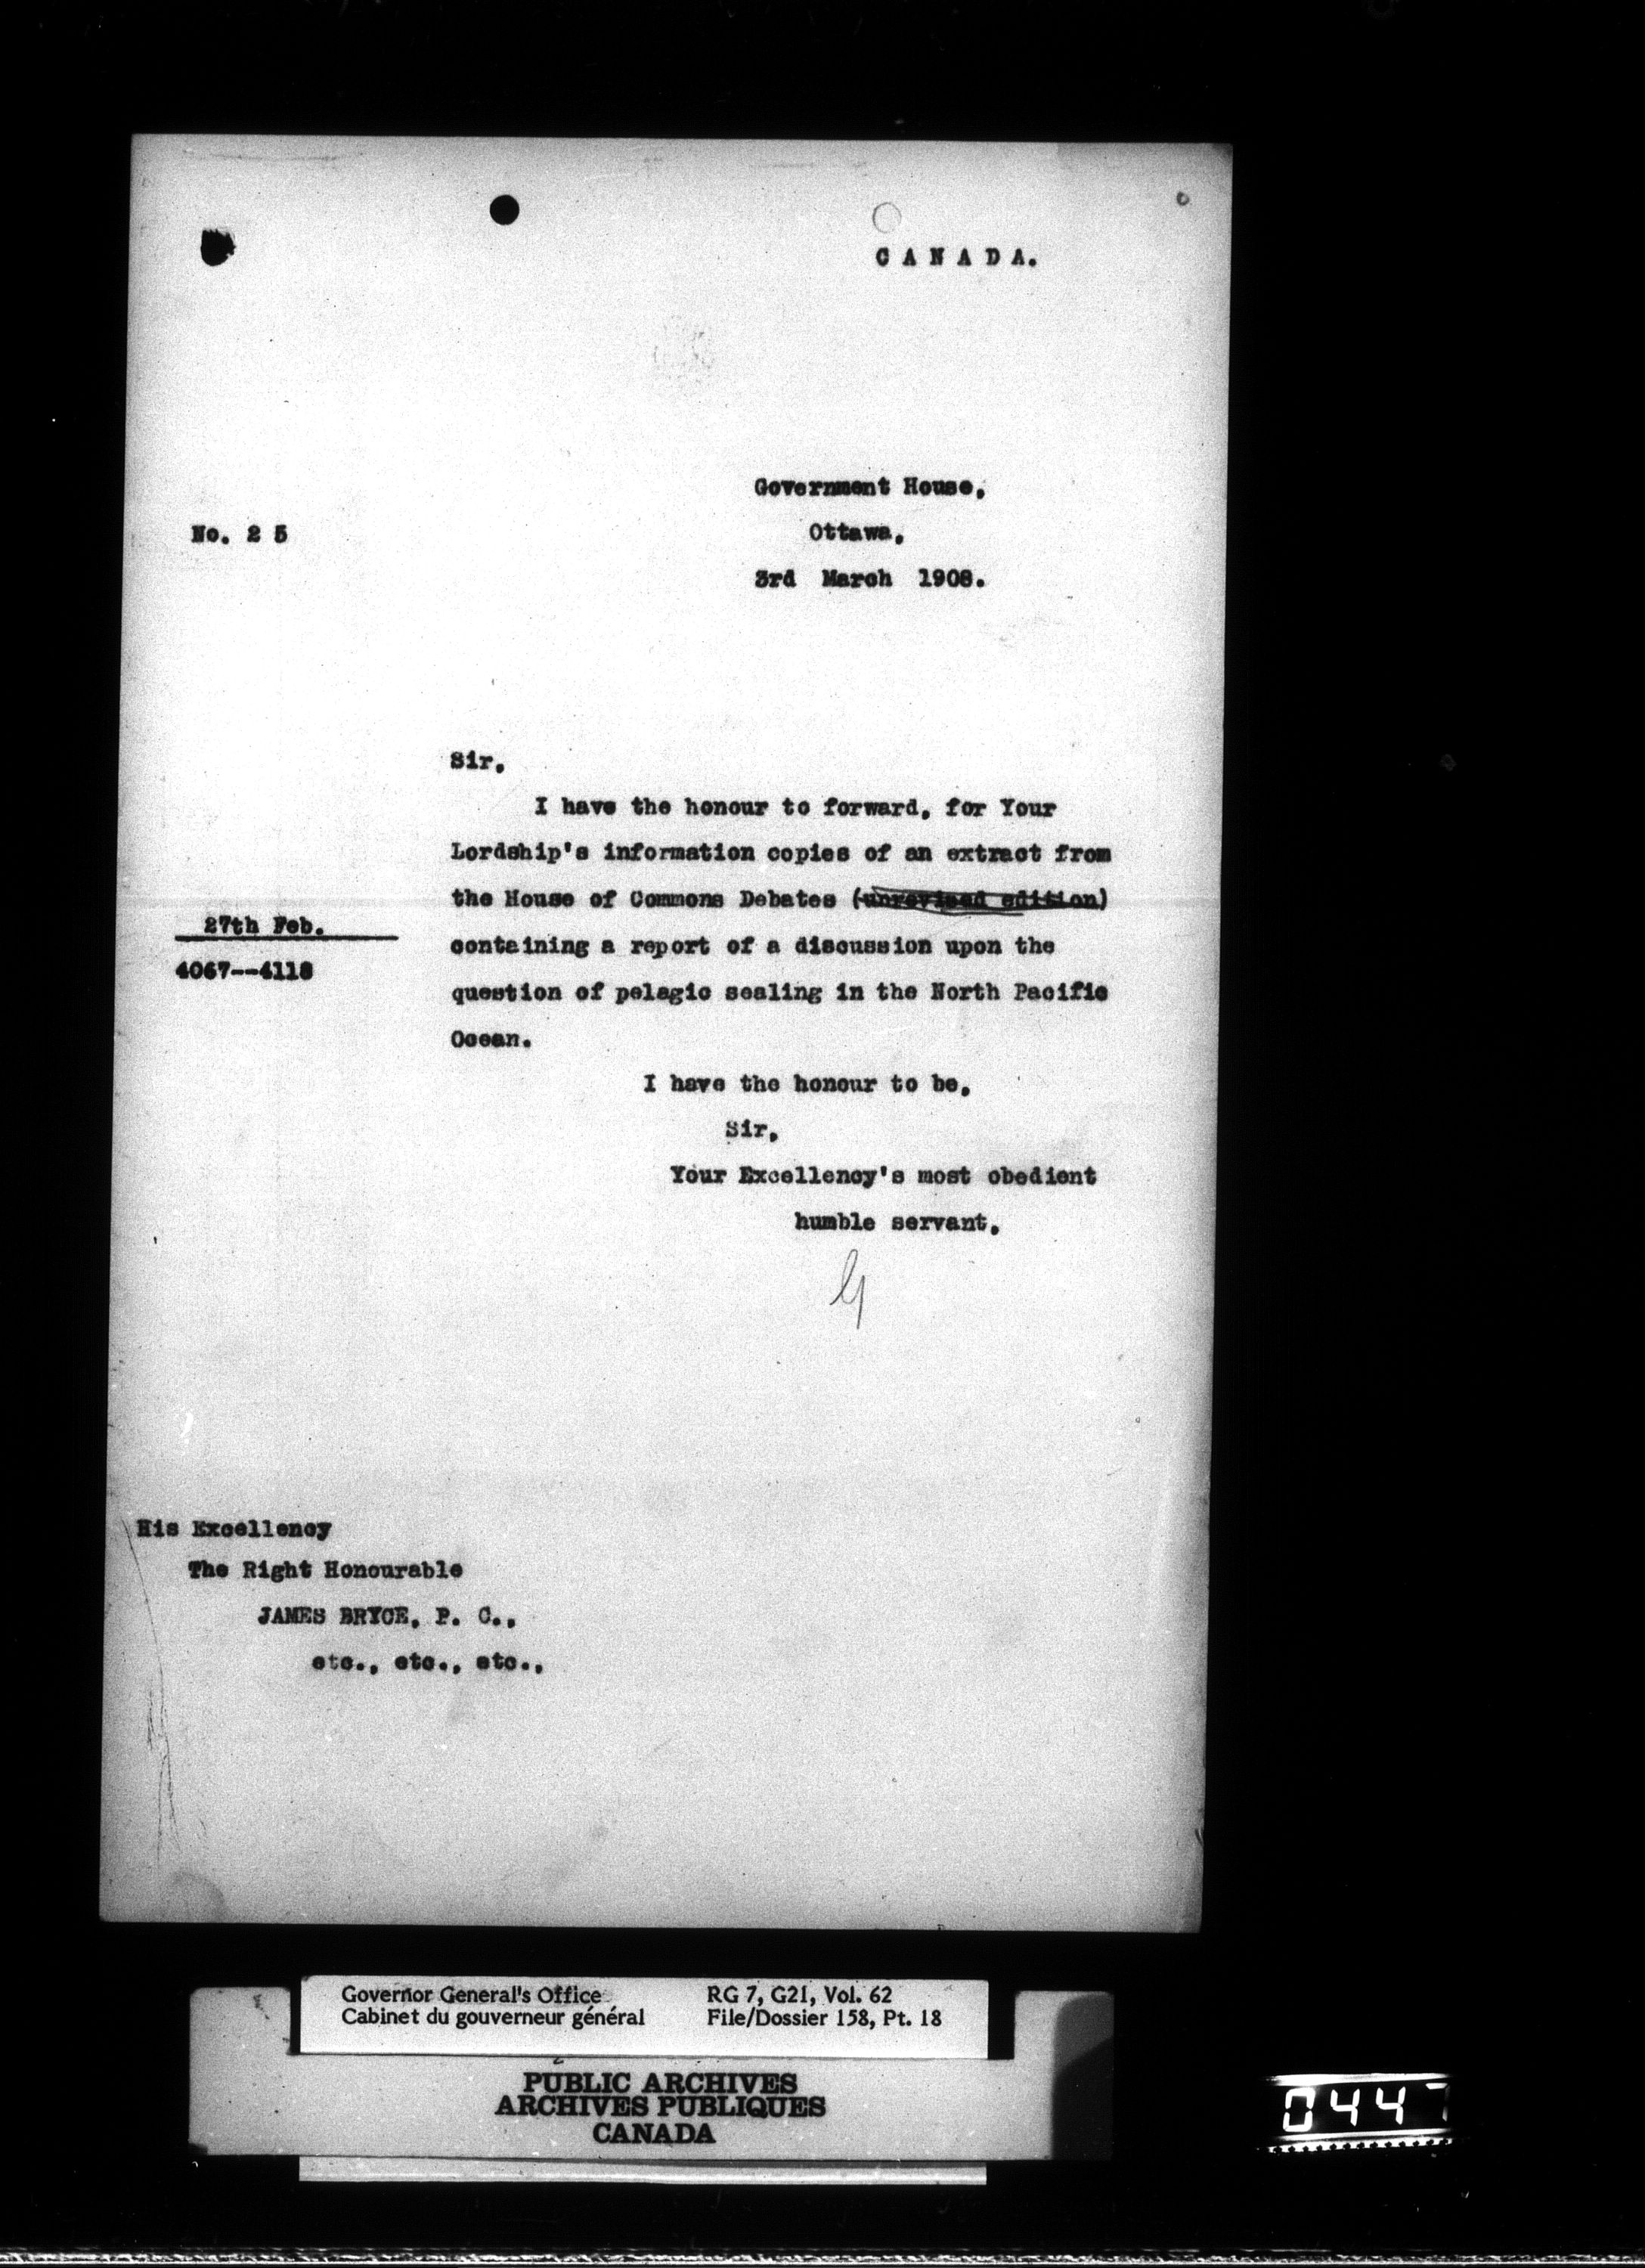 CANADA.
Government House,
No. 25
Ottawa,
3rd March 1908.
Sir,
I have the honour to forward, for Your
Lordship's information copies of an extract from
the House of Commons Debates (unrevised edition)
27th Feb.
containing a report of a discussion upon the
4067--4118
question of pelagic sealing in the North Pacific
Ocean.
I have the honour to be,
Sir,
Your Excellency's most obedient
humble servant,
His Excellency
The Right Honourable
JAMES BRYCE, P. C.,
etc., etc., etc.,
Governor General's Office RG 7, G21, Vol. 62
Cabinet du gouverneur général File/Dossier 158, Pt. 18
PUBLIC ARCHIVES
ARCHIVES PUBLIQUES
CANADA
0447